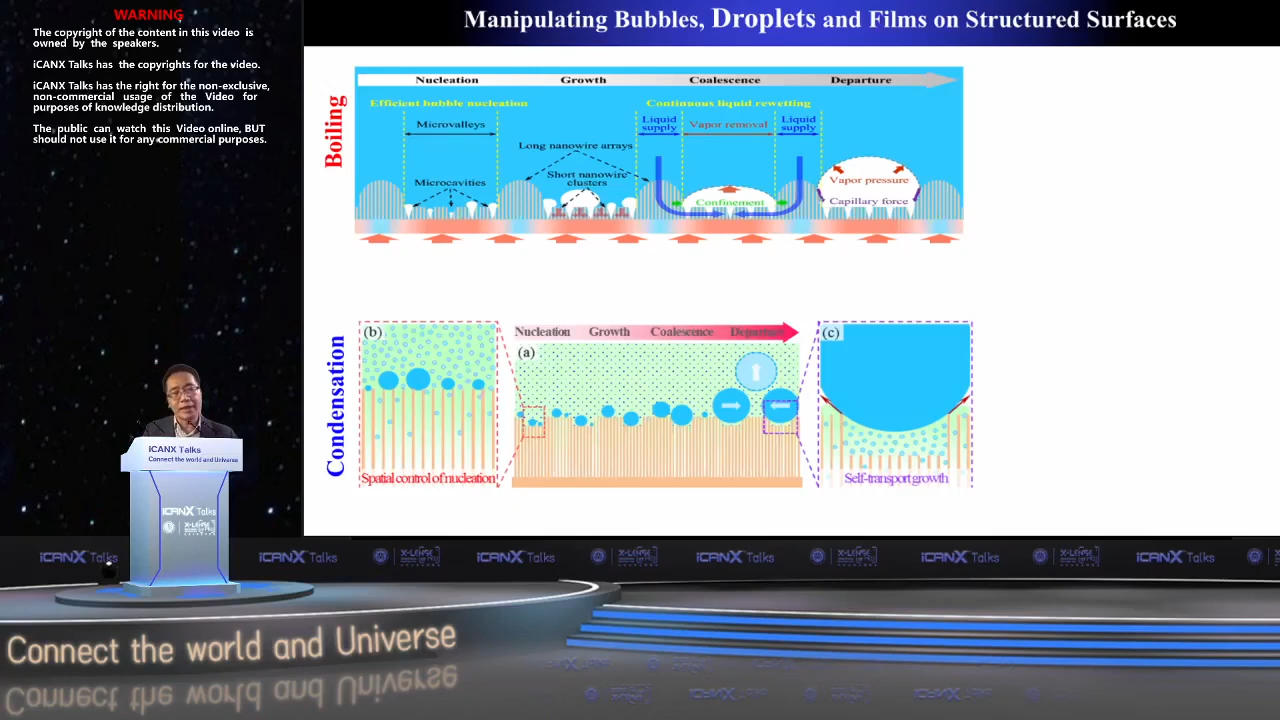 WARNING
The copyright of the content in this video is
owned by the speakers.
iCANX Talks has the copyrights for the video.
iCANX Talks has the right for the non-exclusive,
non-commercial usage of the Video for
purposes of knowledge distribution.
The public can watch this Video online, BUT
should not use it for any commercial purposes.
Manipulating Bubbles, Droplets and Films on Structured Surfaces
Boiling
Nucleation Growth Coalescence Departure
Efficient bubble nucleation
Continuous liquid rewetting
Microvalleys
Liquid
supply
Vapor removal
Liquid
supply
Long nanowire arrays
Microcavities
Short nanowire
clusters
Confinement
Vapor pressure
Capillary force
Condensation
(b)
Spatial control of nucleation
Nucleation Growth Coalescence Departure
(a)
(c)
Self-transport growth
iCANX Talks
Connect the world and Universe
iCANX Talks
X-LENSE
iCANX Talks
iCANX Talks
X-LENSE
iCANX Talks
X-LENSE
iCANX Talks
X-LENSE
iCANX Talks
X-LENSE
iCANX Talks
Connect the world and Universe